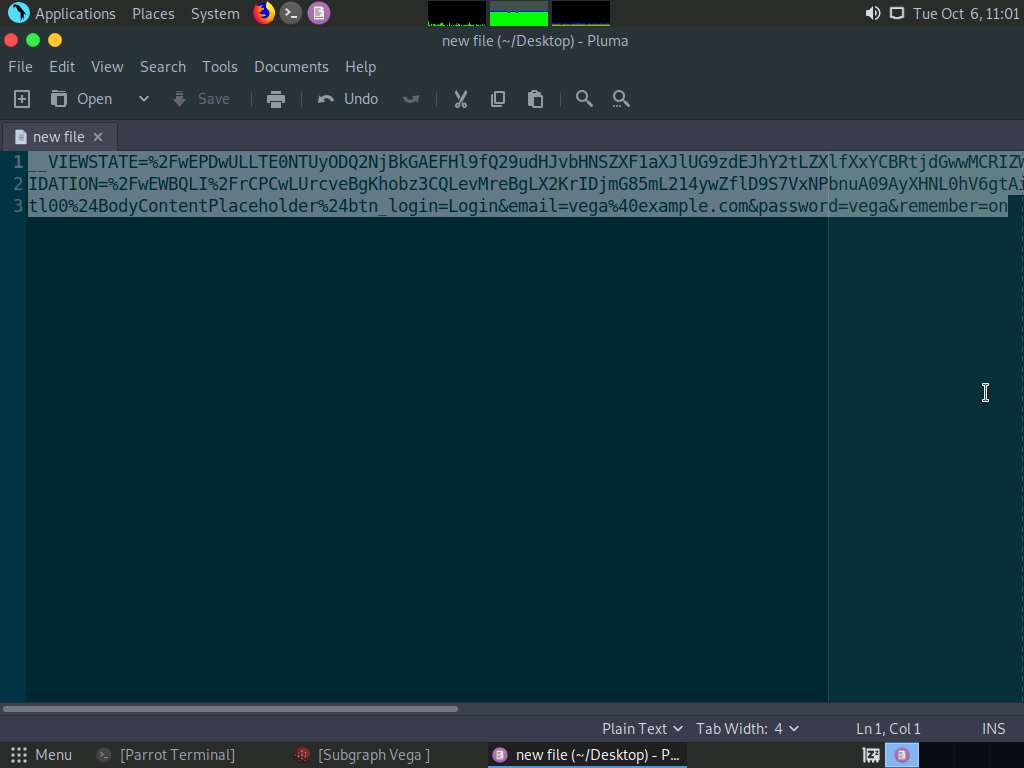 Applications Places System Tue Oct 6, 11:01
new file (~/Desktop) - Pluma
File Edit View Search Tools Documents Help
Open Save Undo
new file
1 __VIEWSTATE=%2FwEPDwULLTE0NTUyODQ2NjBkGAEFHl9fQ29udHJvbHNSZXF1aXJlUG9zdEJhY2tLZXlfXxYCBRtjdGwwMCRIZW
2 IDATION=%2FwEWBQLI%2FrCPCwLUrcveBgKhobz3CQLevMreBgLX2KrIDjmG85mL214ywZflD9S7VxNPbnuA09AyXHNL0hV6gtAi
3 tl00%24BodyContentPlaceholder%24btn_login=Login&email=vega%40example.com&password=vega&remember=on
Plain Text Tab Width: 4 Ln 1, Col 1 INS
Menu [Parrot Terminal] [Subgraph Vega ] new file (~/Desktop) - P...